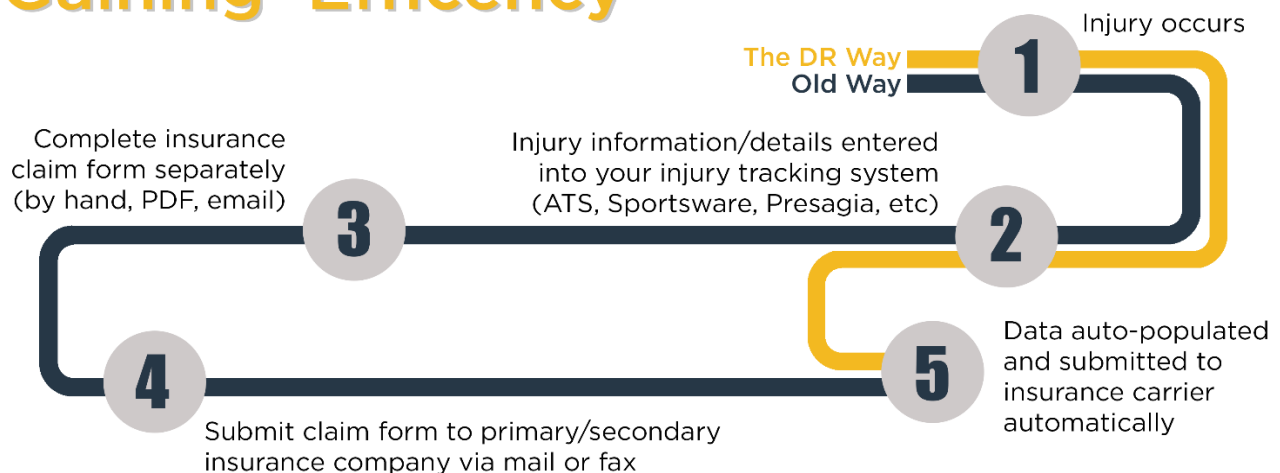 Gaining Efficency
The DR Way
Old Way
1
Injury occurs
Injury information/details entered
into your injury tracking system
(ATS, Sportsware, Presagia, etc)
2
Complete insurance
claim form separately
(by hand, PDF, email)
3
4
Submit claim form to primary/secondary
insurance company via mail or fax
5
Data auto-populated
and submitted to
insurance carrier
automatically